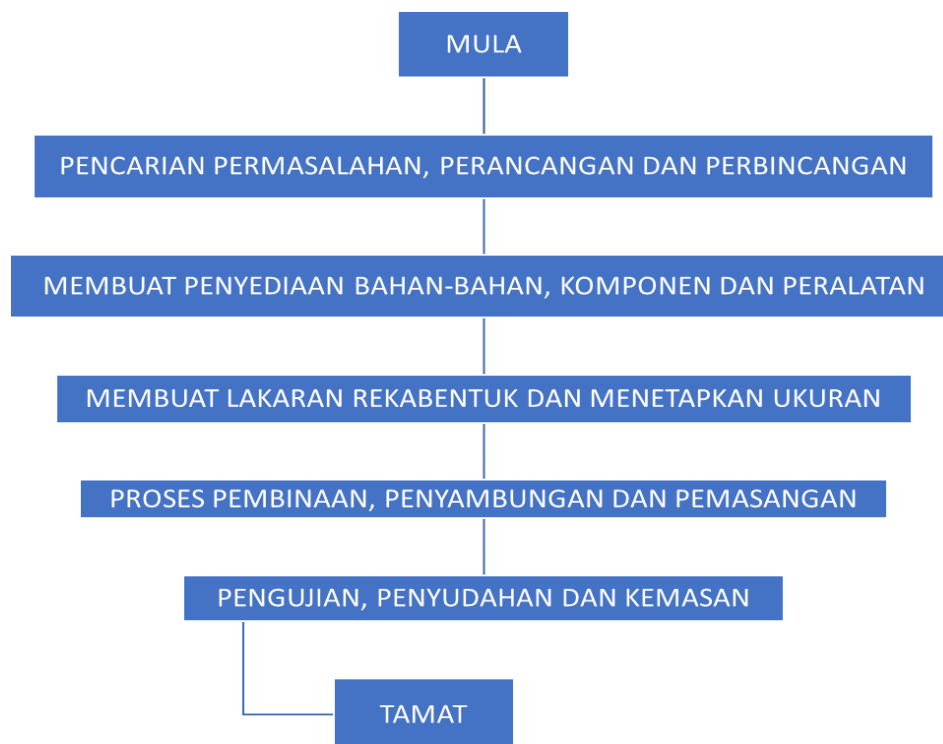 MULA
PENCARIAN PERMASALAHAN, PERANCANGAN DAN PERBINCANGAN
MEMBUAT PENYEDIAAN BAHAN-BAHAN, KOMPONEN DAN PERALATAN
MEMBUAT LAKARAN REKABENTUK DAN MENETAPKAN UKURAN
PROSES PEMBINAAN, PENYAMBUNGAN DAN PEMASANGAN
PENGUJIAN, PENYUDAHAN DAN KEMASAN
TAMAT